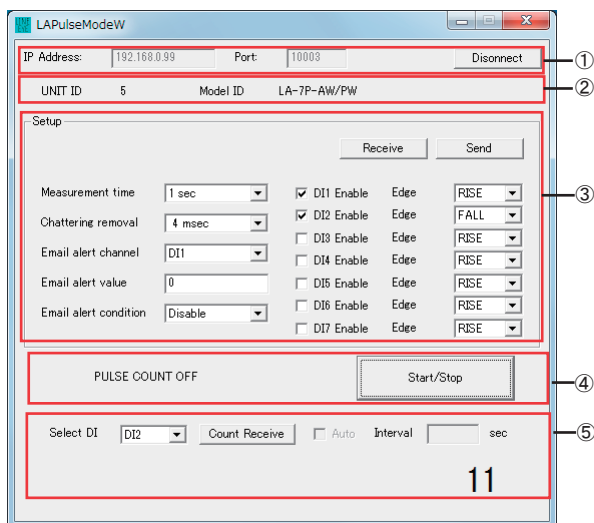 LAPulseModeW
IP Address: 192.168.0.99 Port: 10003 Disonnect ①
UNIT ID 5 Model ID LA-7P-AW/PW ②
Setup
Receive Send
Measurement time 1 sec DI1 Enable Edge RISE ③
Chattering removal 4 msec DI2 Enable Edge FALL
DI3 Enable Edge RISE
Email alert channel DI1 DI4 Enable Edge RISE
Email alert value 0 DI5 Enable Edge RISE
Email alert condition Disable DI6 Enable Edge RISE
DI7 Enable Edge RISE
PULSE COUNT OFF Start/Stop ④
Select DI DI2 Count Receive Auto Interval sec ⑤
11